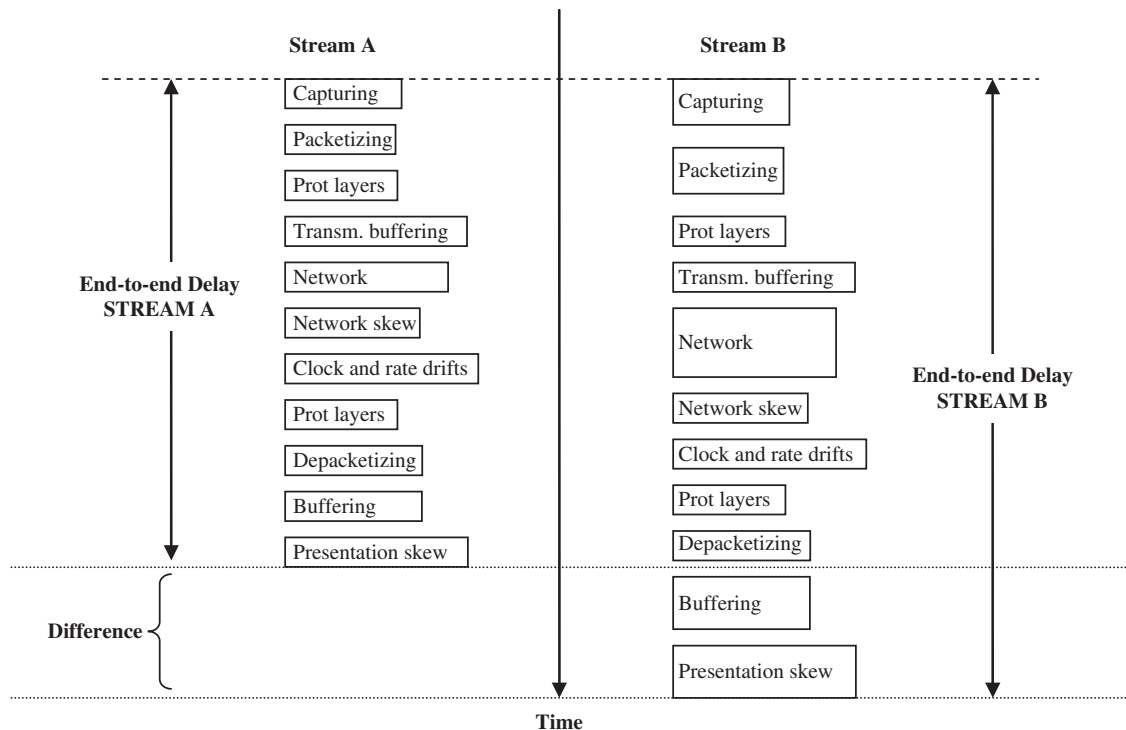 Stream A
Stream B
Capturing
Packetizing
Prot layers
Transm. buffering
Network
Network skew
Clock and rate drifts
Prot layers
Depacketizing
Buffering
Presentation skew
End-to-end Delay
STREAM A
Difference
Capturing
Packetizing
Prot layers
Transm. buffering
Network
Network skew
Clock and rate drifts
Prot layers
Depacketizing
Buffering
Presentation skew
End-to-end Delay
STREAM B
Time